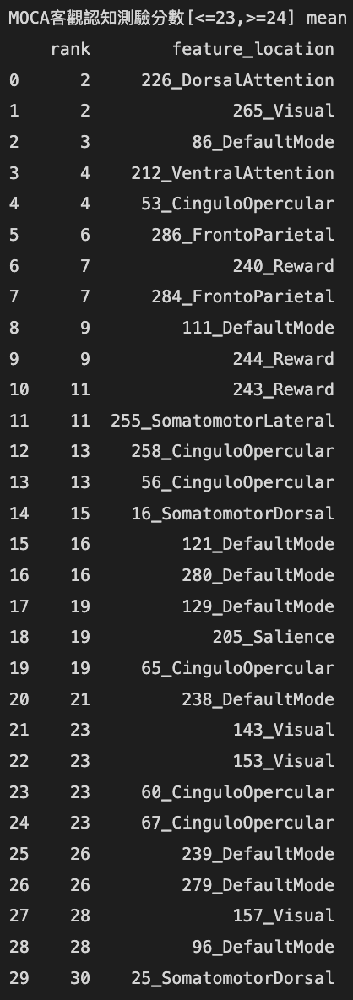 MOCA客觀認知測驗分數[<=23,>=24] mean
rank feature_location
0 2 226_DorsalAttention
1 2 265_Visual
2 3 86_DefaultMode
3 4 212_VentralAttention
4 4 53_CinguloOpercular
5 6 286_FrontoParietal
6 7 240_Reward
7 7 284_FrontoParietal
8 9 111_DefaultMode
9 9 244_Reward
10 11 243_Reward
11 11 255_SomatomotorLateral
12 13 258_CinguloOpercular
13 13 56_CinguloOpercular
14 15 16_SomatomotorDorsal
15 16 121_DefaultMode
16 16 280_DefaultMode
17 19 129_DefaultMode
18 19 205_Salience
19 19 65_CinguloOpercular
20 21 238_DefaultMode
21 23 143_Visual
22 23 153_Visual
23 23 60_CinguloOpercular
24 23 67_CinguloOpercular
25 26 239_DefaultMode
26 26 279_DefaultMode
27 28 157_Visual
28 28 96_DefaultMode
29 30 25_SomatomotorDorsal